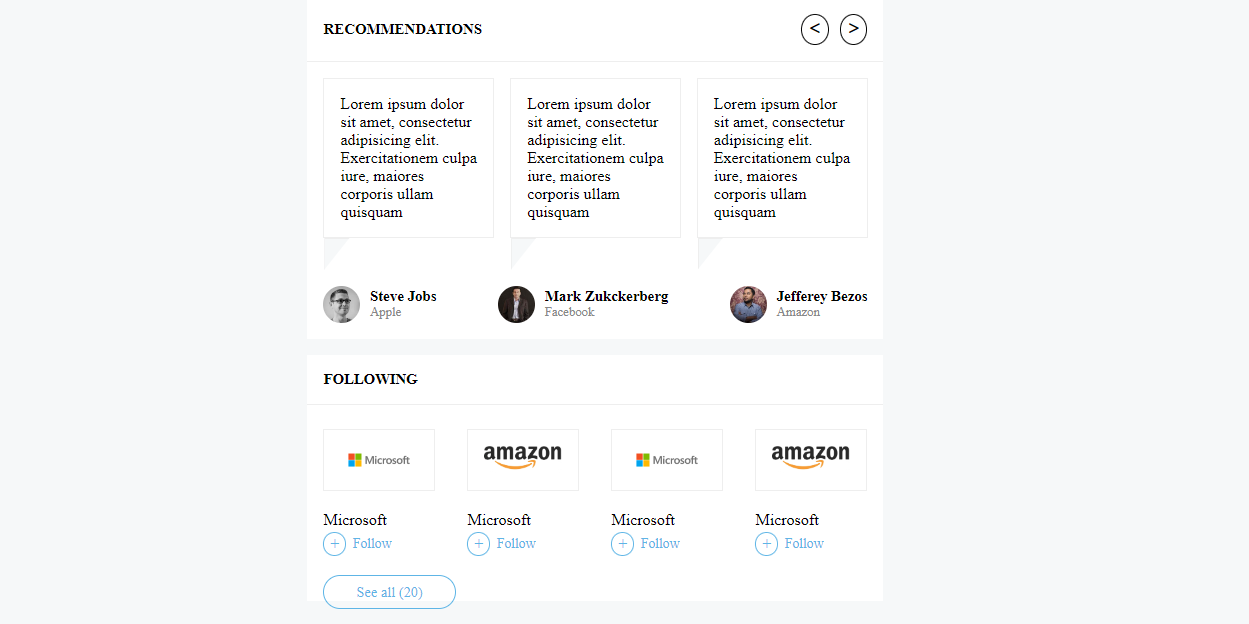 RECOMMENDATIONS < >
Lorem ipsum dolor
sit amet, consectetur
adipisicing elit.
Exercitationem culpa
iure, maiores
corporis ullam
quisquam
Lorem ipsum dolor
sit amet, consectetur
adipisicing elit.
Exercitationem culpa
iure, maiores
corporis ullam
quisquam
Lorem ipsum dolor
sit amet, consectetur
adipisicing elit.
Exercitationem culpa
iure, maiores
corporis ullam
quisquam
Steve Jobs
Apple
Mark Zukckerberg
Facebook
Jefferey Bezos
Amazon
FOLLOWING
Microsoft
amazon
Microsoft
amazon
Microsoft
+ Follow
Microsoft
+ Follow
Microsoft
+ Follow
Microsoft
+ Follow
See all (20)